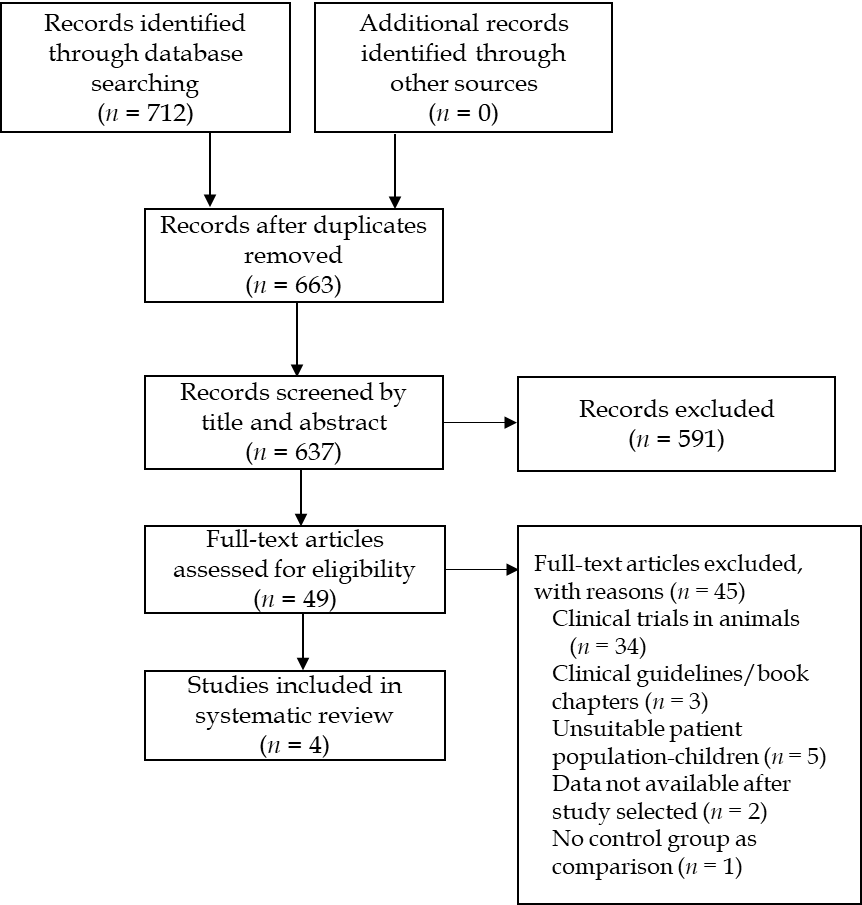 Records identified
through database
searching
(n = 712)
Additional records
identified through
other sources
(n = 0)
Records after duplicates
removed
(n = 663)
Records screened by
title and abstract
(n = 637)
Records excluded
(n = 591)
Full-text articles
assessed for eligibility
(n = 49)
Full-text articles excluded,
with reasons (n = 45)
Clinical trials in animals
(n = 34)
Clinical guidelines/book
chapters (n = 3)
Unsuitable patient
population-children (n = 5)
Data not available after
study selected (n = 2)
No control group as
comparison (n = 1)
Studies included in
systematic review
(n = 4)